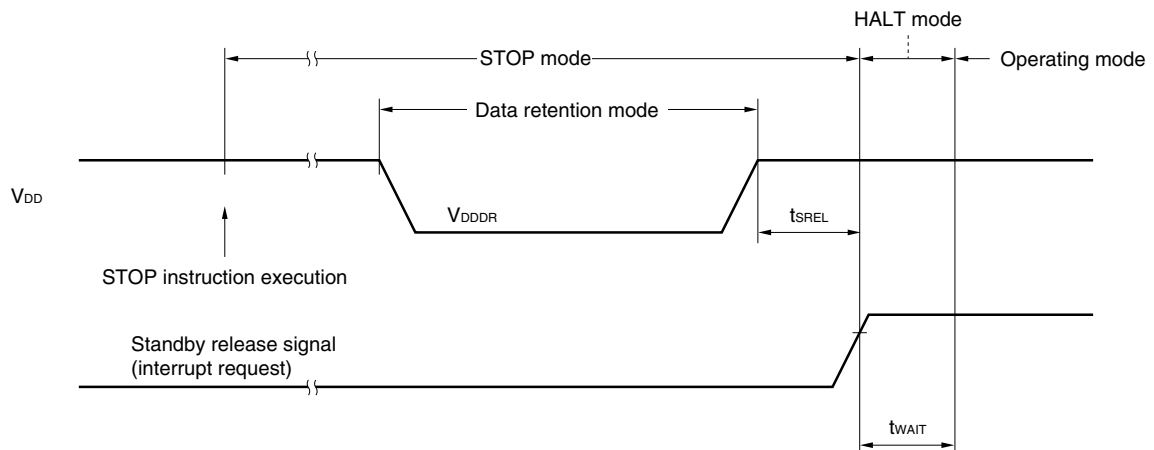 HALT mode
STOP mode
Operating mode
Data retention mode
VDD
VDDDR
tSREL
STOP instruction execution
Standby release signal
(interrupt request)
tWAIT